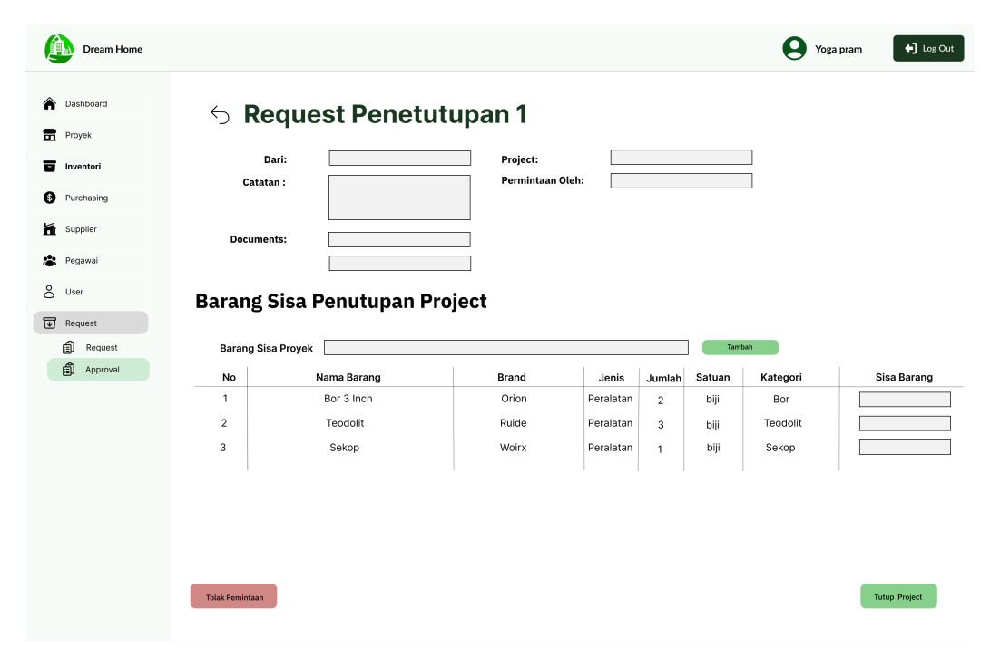 Dream Home
Yoga pram
Log Out
Dashboard
Proyek
Inventori
Purchasing
Supplier
Pegawai
User
Request
Request
Approval
Request Penetutupan 1
Dari:
Project:
Catatan :
Permintaan Oleh:
Documents:
Barang Sisa Penutupan Project
Barang Sisa Proyek
Tambah
No Nama Barang Brand Jenis Jumlah Satuan Kategori Sisa Barang
1 Bor 3 Inch Orion Peralatan 2 biji Bor
2 Teodolit Ruide Peralatan 3 biji Teodolit
3 Sekop Woirx Peralatan 1 biji Sekop
Tolak Pemintaan
Tutup Project